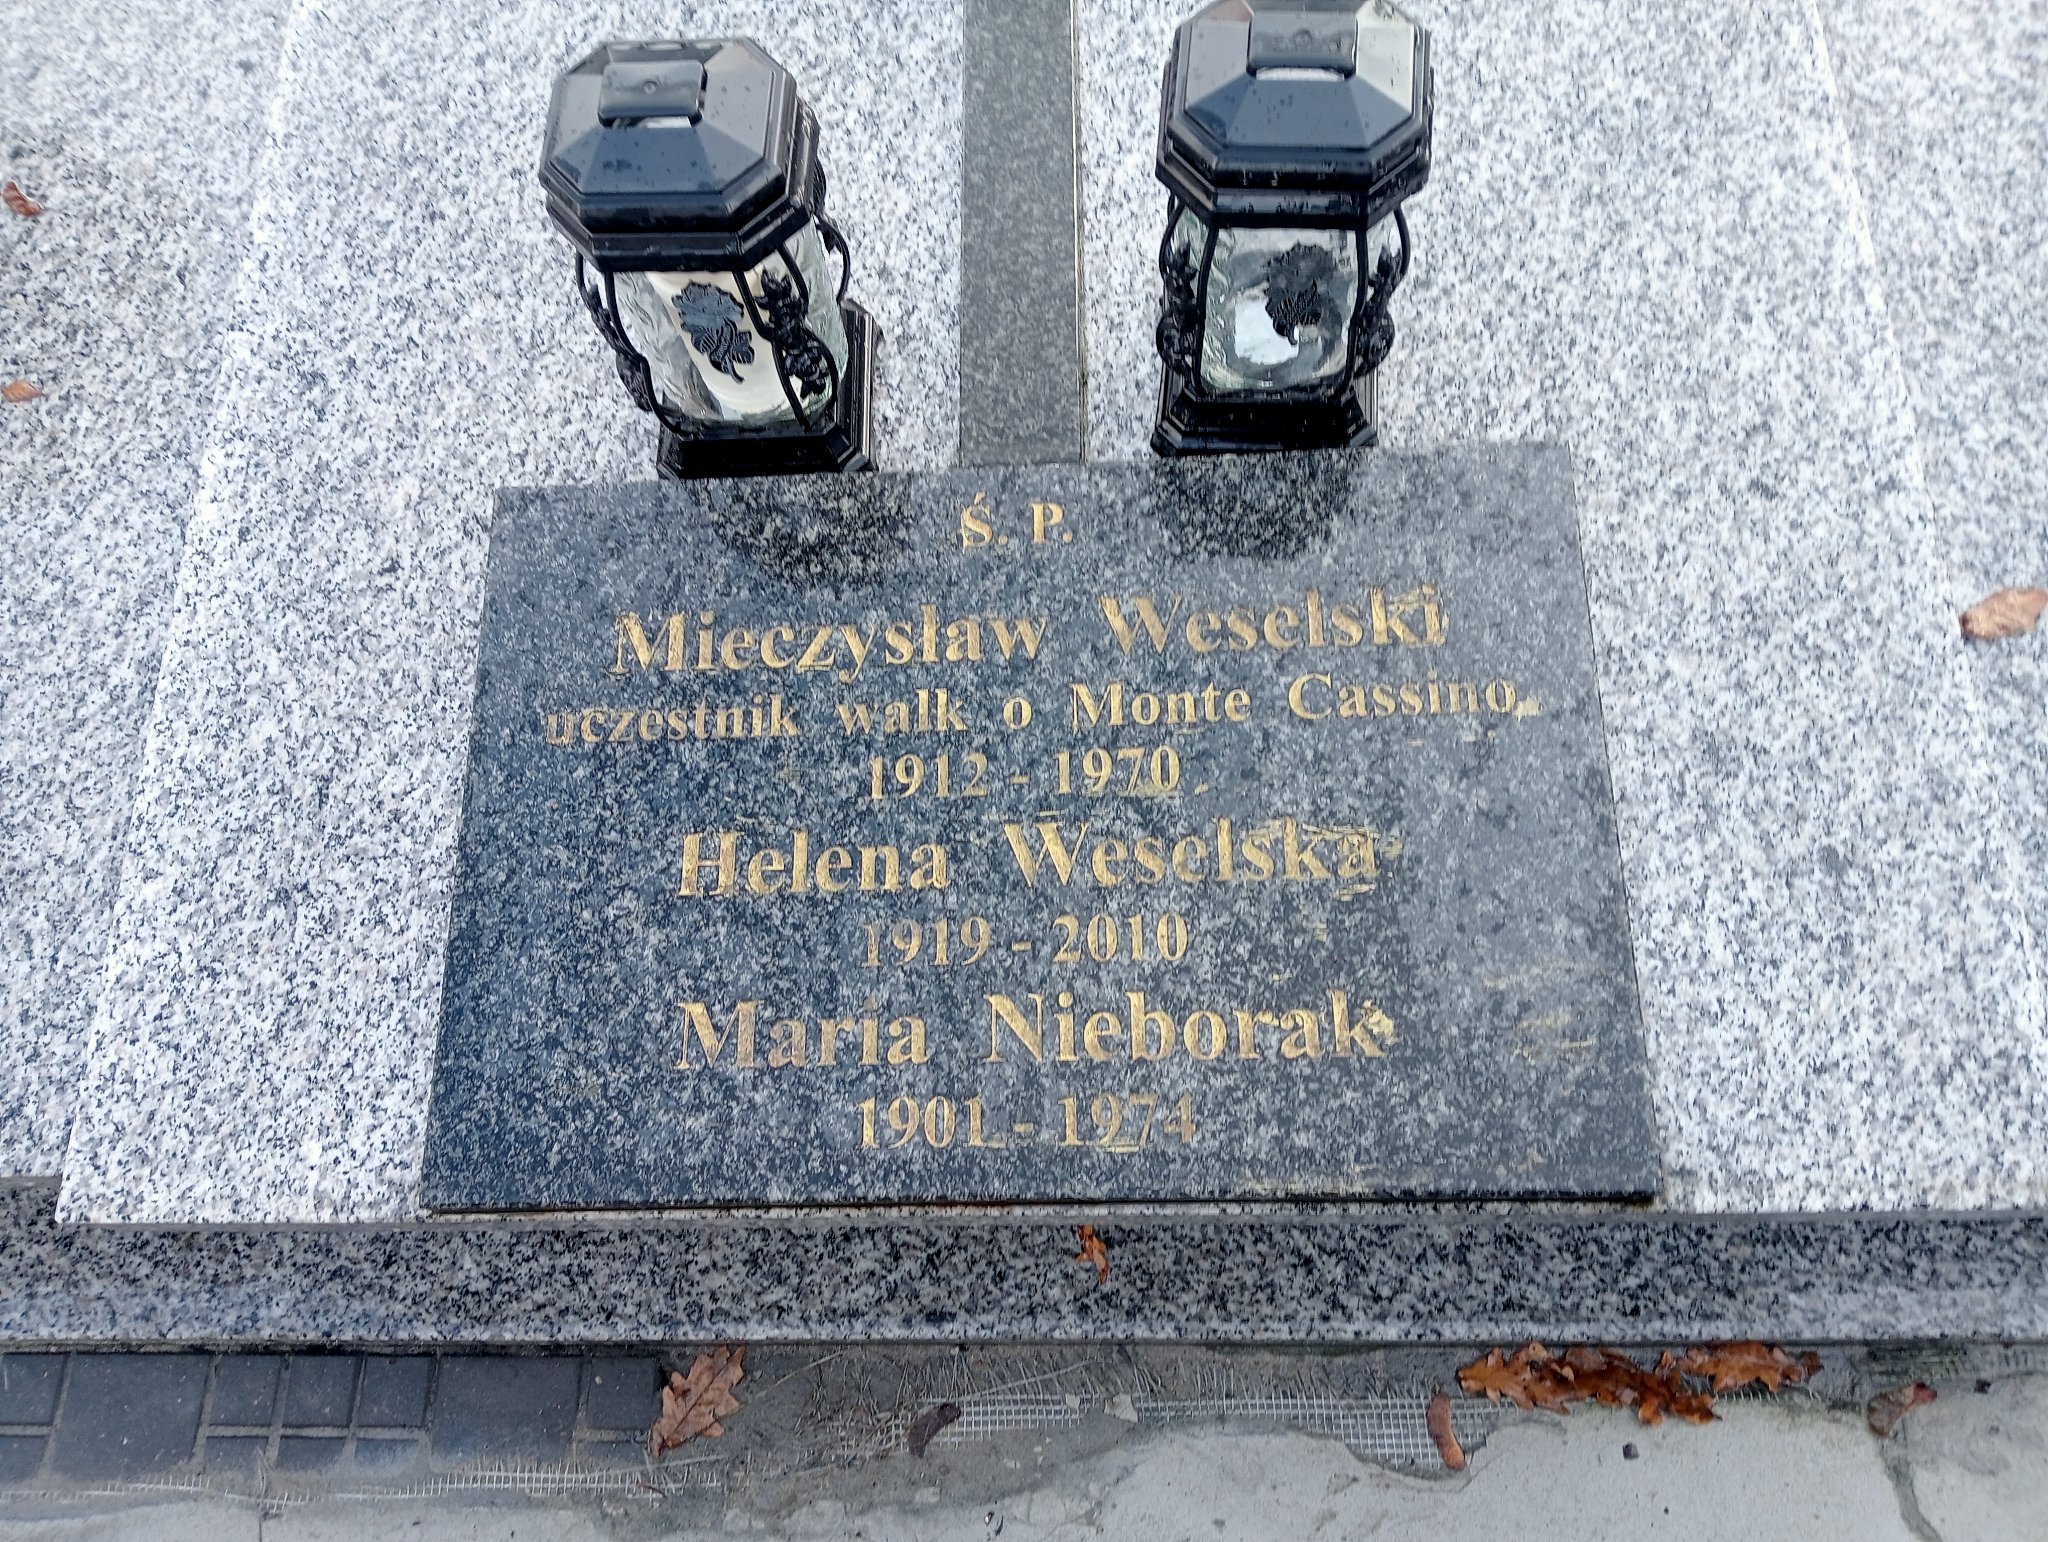 Ś. P.
Mieczysław Weselski
uczestnik walk o Monte Cassino
1912 - 1970
Helena Weselska
1919 - 2010
Maria Nieborak
1901 - 1974